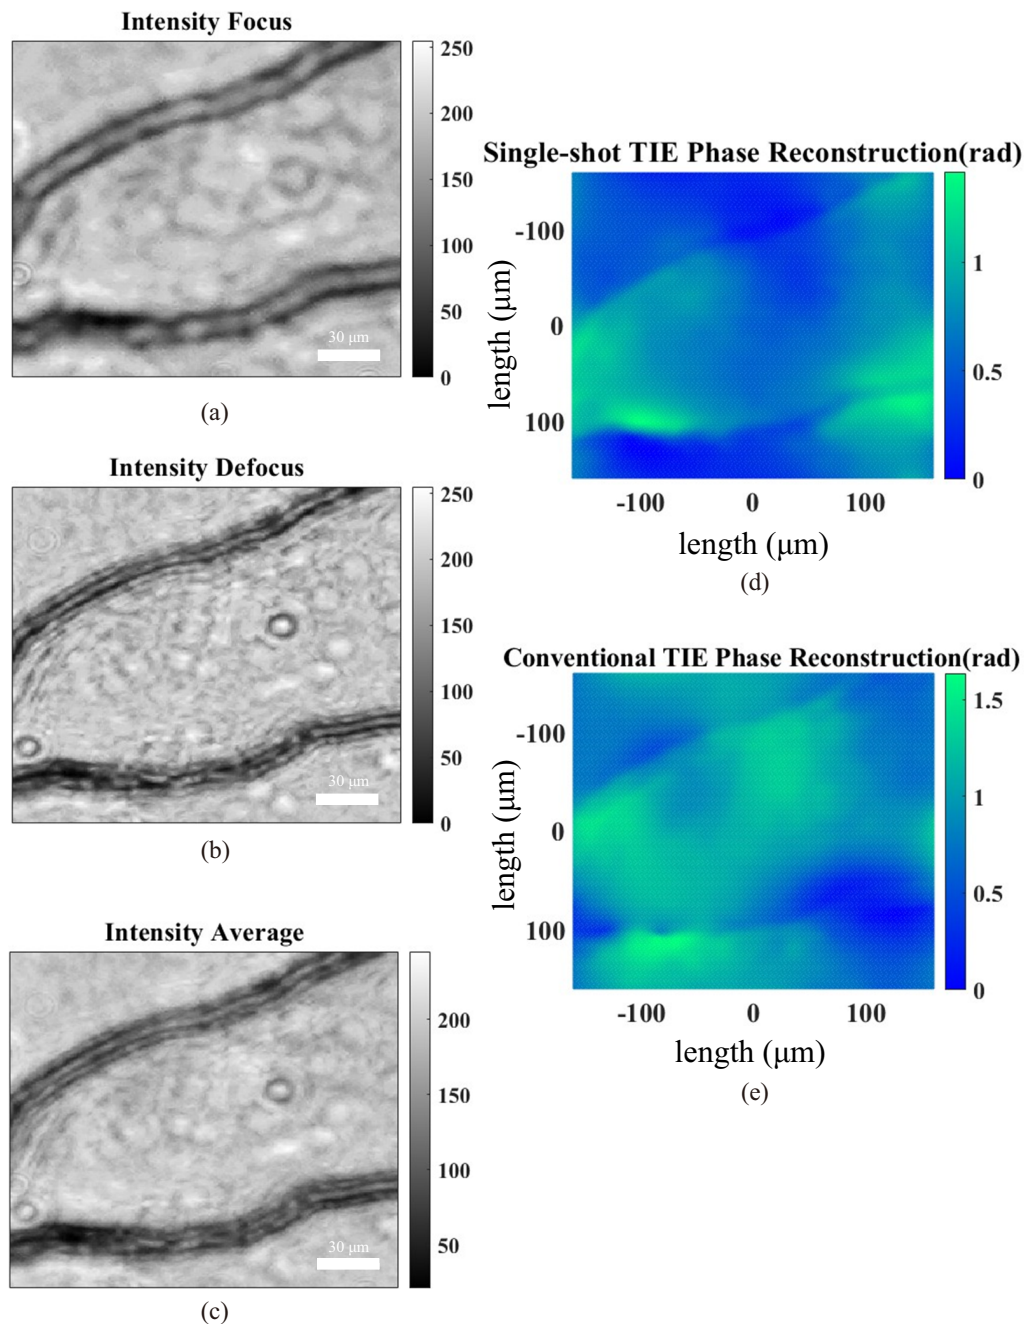 Intensity Focus
250
200
150
100
50
0
30 μm
(a)
Intensity Defocus
250
200
150
100
50
0
30 μm
(b)
Intensity Average
200
150
100
50
30 μm
(c)
Single-shot TIE Phase Reconstruction(rad)
length (μm)
-100
0
100
1
0.5
0
-100 0 100
length (μm)
(d)
Conventional TIE Phase Reconstruction(rad)
length (μm)
-100
0
100
1.5
1
0.5
0
-100 0 100
length (μm)
(e)